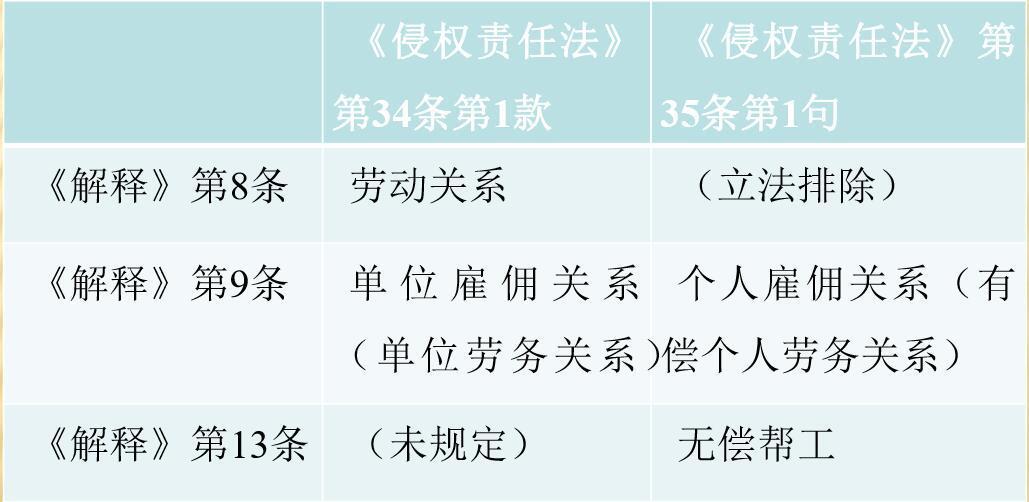 《侵权责任法》
第34条第1款
《侵权责任法》第
35条第1句
《解释》第8条
劳动关系
（立法排除）
《解释》第9条
单位雇佣关系
（单位劳务关系）
个人雇佣关系（有
偿个人劳务关系）
《解释》第13条
（未规定）
无偿帮工